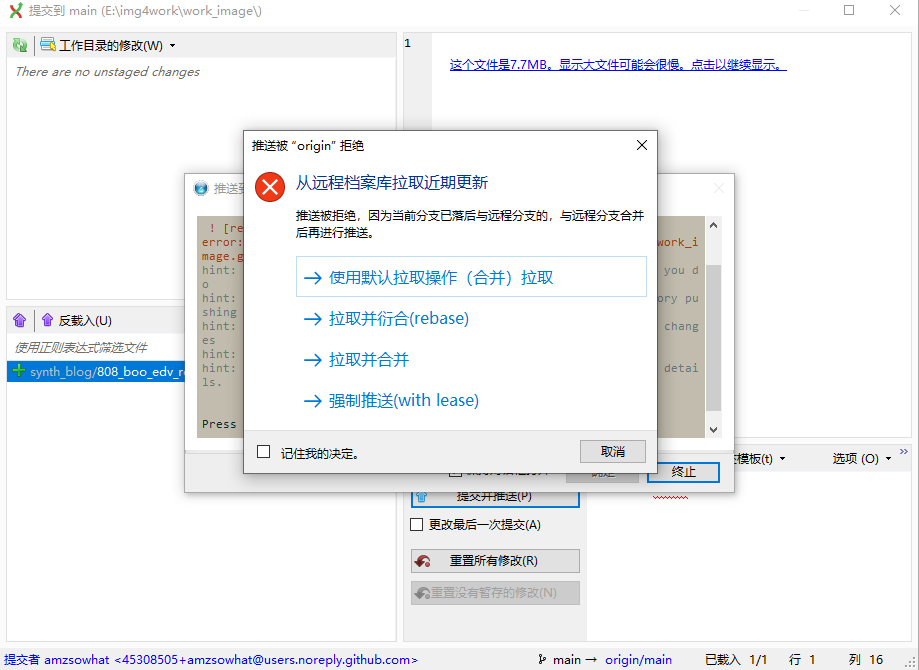 提交到 main (E:\img4work\work_image\)
工作目录的修改(W)
There are no unstaged changes
1
这个文件是7.7MB。显示大文件可能会很慢。点击以继续显示。
推送被 “origin” 拒绝
从远程档案库拉取近期更新
推送被拒绝，因为当前分支已落后与远程分支的，与远程分支合并
后再进行推送。
使用默认拉取操作（合并）拉取
拉取并衍合(rebase)
拉取并合并
强制推送(with lease)
记住我的决定。
取消
推送到
! [re
error: work_i
mage.g
hint: you d
o
hint: ory pu
shing
hint: chang
es
hint:
hint: detai
ls.
Press
终止
反载入(U)
使用正则表达式筛选文件
synth_blog/808_boo_edv_r
模板(t)
选项 (O)
提交并推送(P)
更改最后一次提交(A)
重置所有修改(R)
重置没有暂存的修改(N)
提交者 amzsowhat <45308505+amzsowhat@users.noreply.github.com>
main → origin/main
已载入 1/1
行 1
列 16